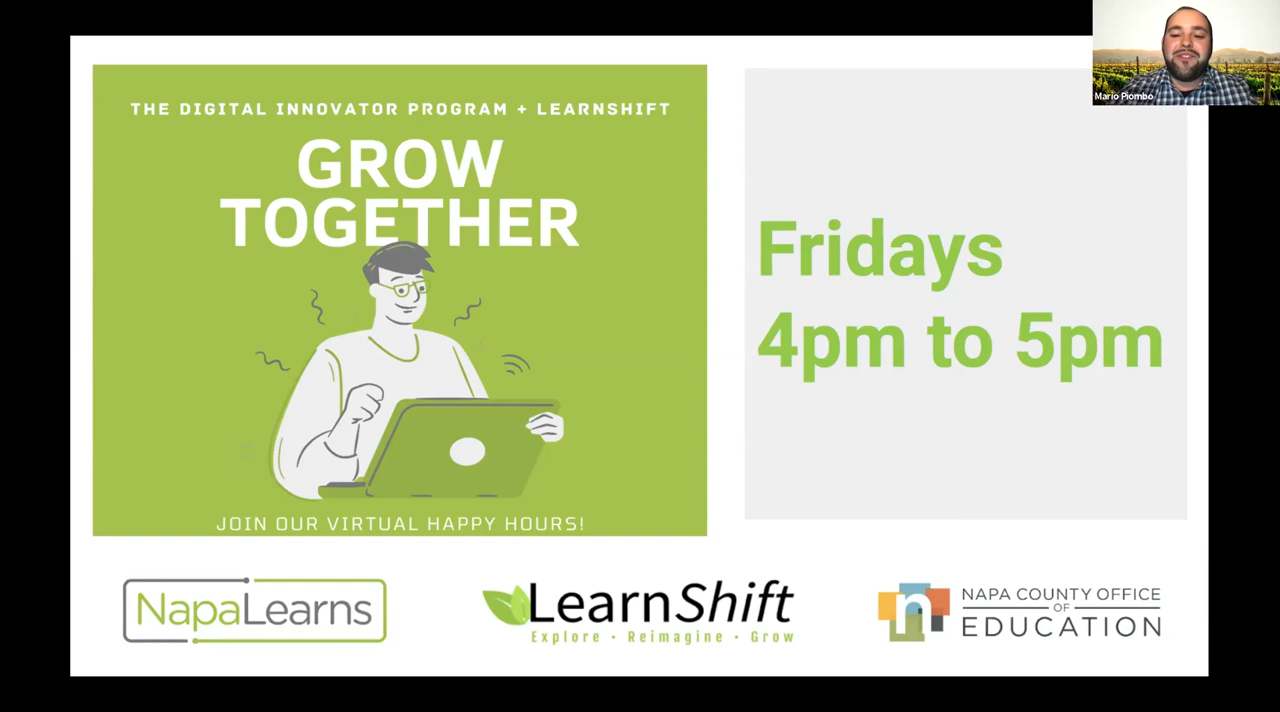 THE DIGITAL INNOVATOR PROGRAM + LEARNSHIFT
GROW
TOGETHER
JOIN OUR VIRTUAL HAPPY HOURS!
Fridays
4pm to 5pm
Mario Piombo
NapaLearns
LearnShift
Explore • Reimagine • Grow
n
NAPA COUNTY OFFICE
OF
EDUCATION